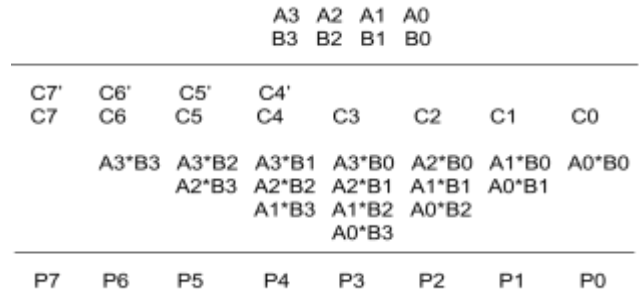 A3 A2 A1 A0
B3 B2 B1 B0
C7' C6' C5' C4'
C7 C6 C5 C4 C3 C2 C1 C0
A3*B3 A3*B2 A3*B1 A3*B0 A2*B0 A1*B0 A0*B0
A2*B3 A2*B2 A2*B1 A1*B1 A0*B1
A1*B3 A1*B2 A0*B2
A0*B3
P7 P6 P5 P4 P3 P2 P1 P0